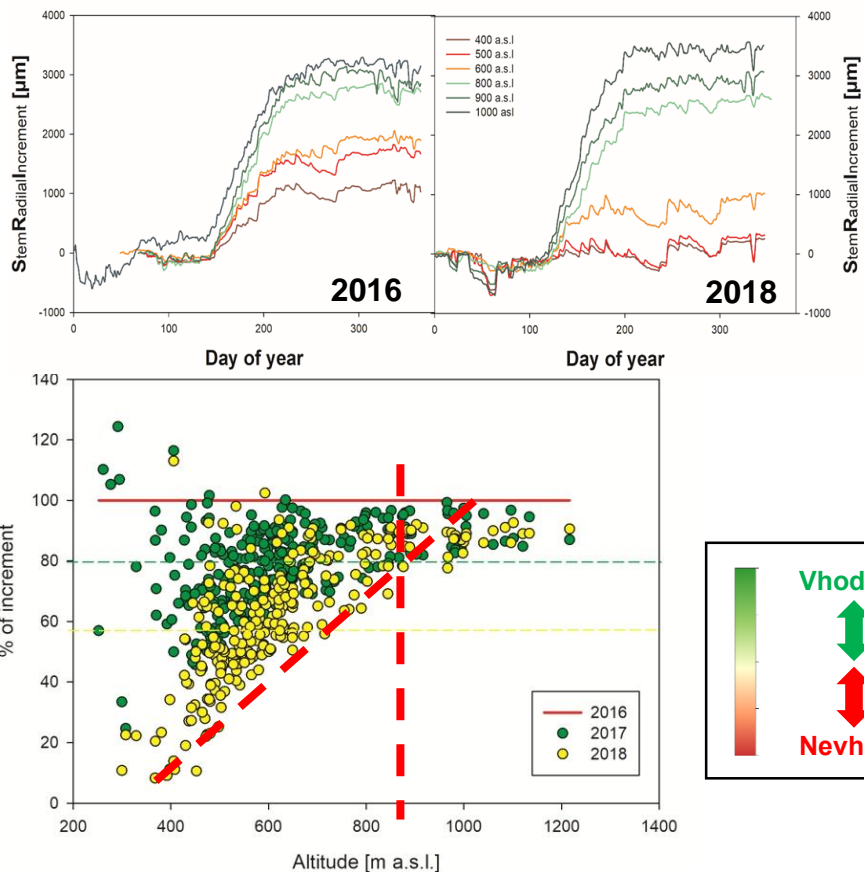 StemRadilalIncrement [µm]
4000
3000
2000
1000
0
-1000
0
100
200
300
Day of year
2016
400 a.s.l
500 a.s.l
600 a.s.l
800 a.s.l
900 a.s.l
1000 asl
0
100
200
300
Day of year
2018
4000
3000
2000
1000
0
-1000
StemRadilalIncrement [µm]
% of increment
140
120
100
80
60
40
20
0
200
400
600
800
1000
1200
1400
Altitude [m a.s.l.]
2016
2017
2018
Vhod
Nevh